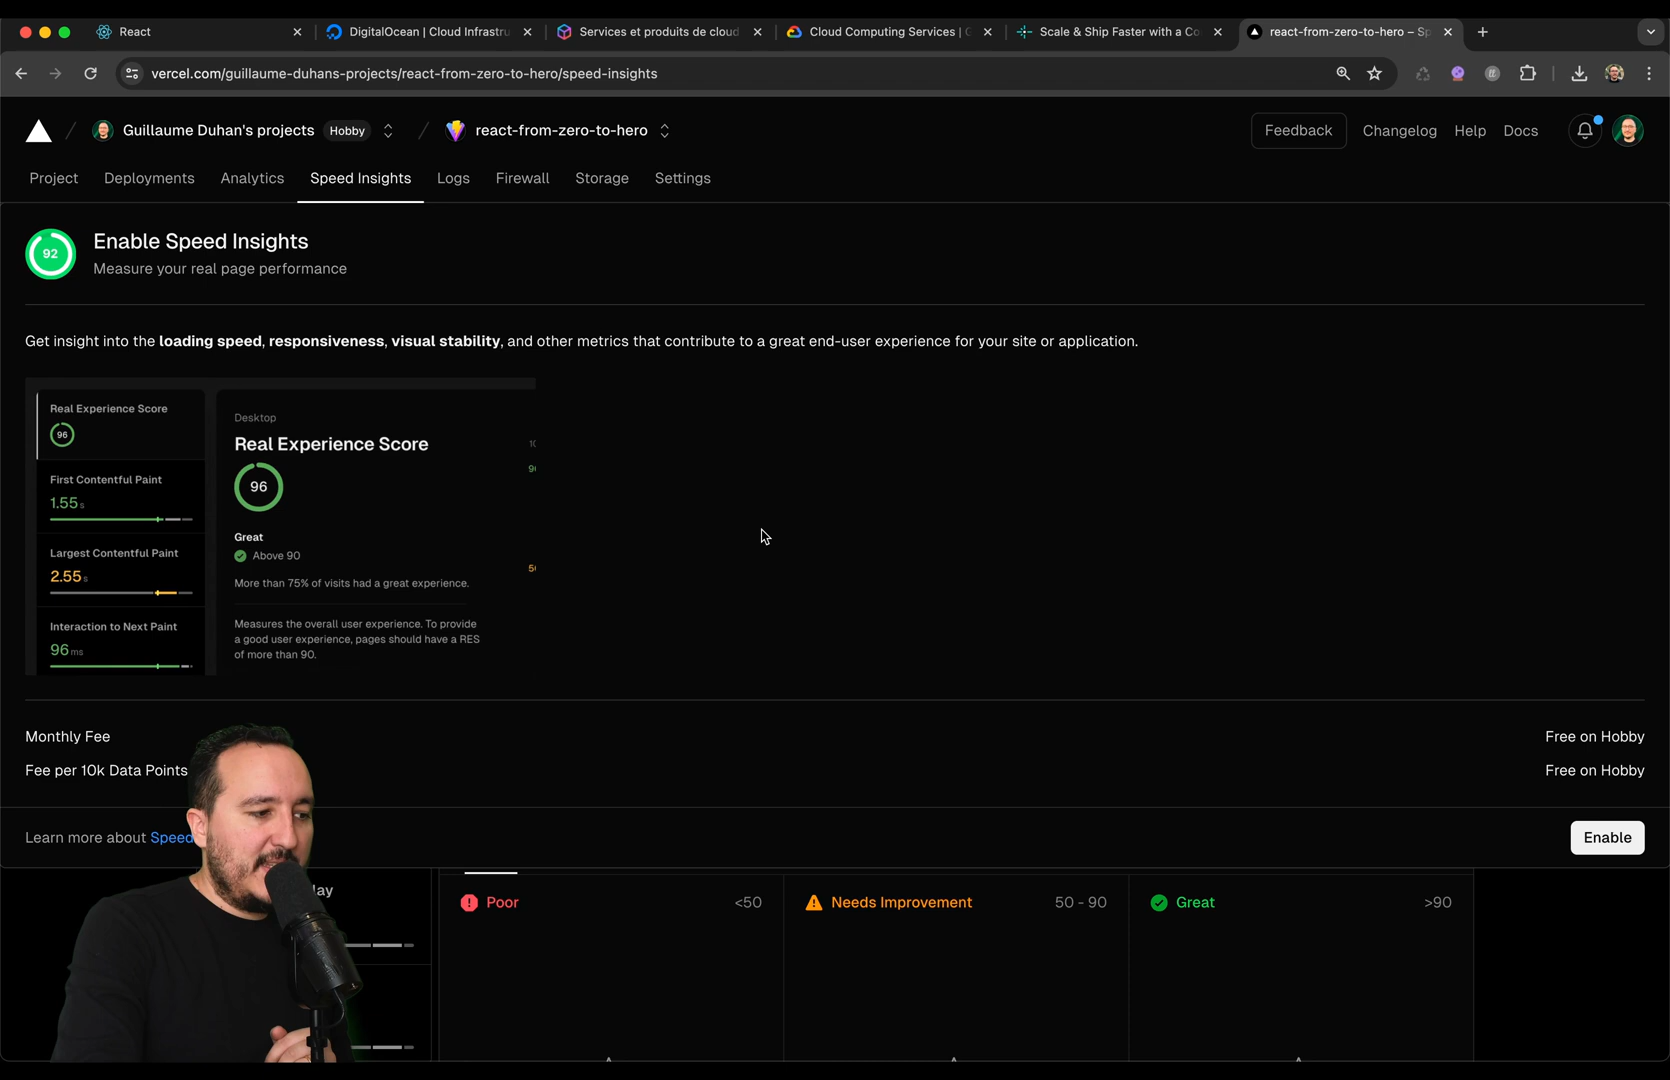 React
DigitalOcean | Cloud Infrastru
Services et produits de cloud
Cloud Computing Services | G
Scale & Ship Faster with a Co
react-from-zero-to-hero – Sp
vercel.com/guillaume-duhans-projects/react-from-zero-to-hero/speed-insights
Guillaume Duhan's projects Hobby
react-from-zero-to-hero
Feedback Changelog Help Docs
Project Deployments Analytics Speed Insights Logs Firewall Storage Settings
92
Enable Speed Insights
Measure your real page performance
Get insight into the loading speed, responsiveness, visual stability, and other metrics that contribute to a great end-user experience for your site or application.
Real Experience Score
96
First Contentful Paint
1.55s
Largest Contentful Paint
2.55s
Interaction to Next Paint
96ms
Desktop
Real Experience Score
96
Great
Above 90
More than 75% of visits had a great experience.
Measures the overall user experience. To provide
a good user experience, pages should have a RES
of more than 90.
Monthly Fee Free on Hobby
Fee per 10k Data Points Free on Hobby
Learn more about Speed
Enable
lay
Poor <50
Needs Improvement 50 - 90
Great >90